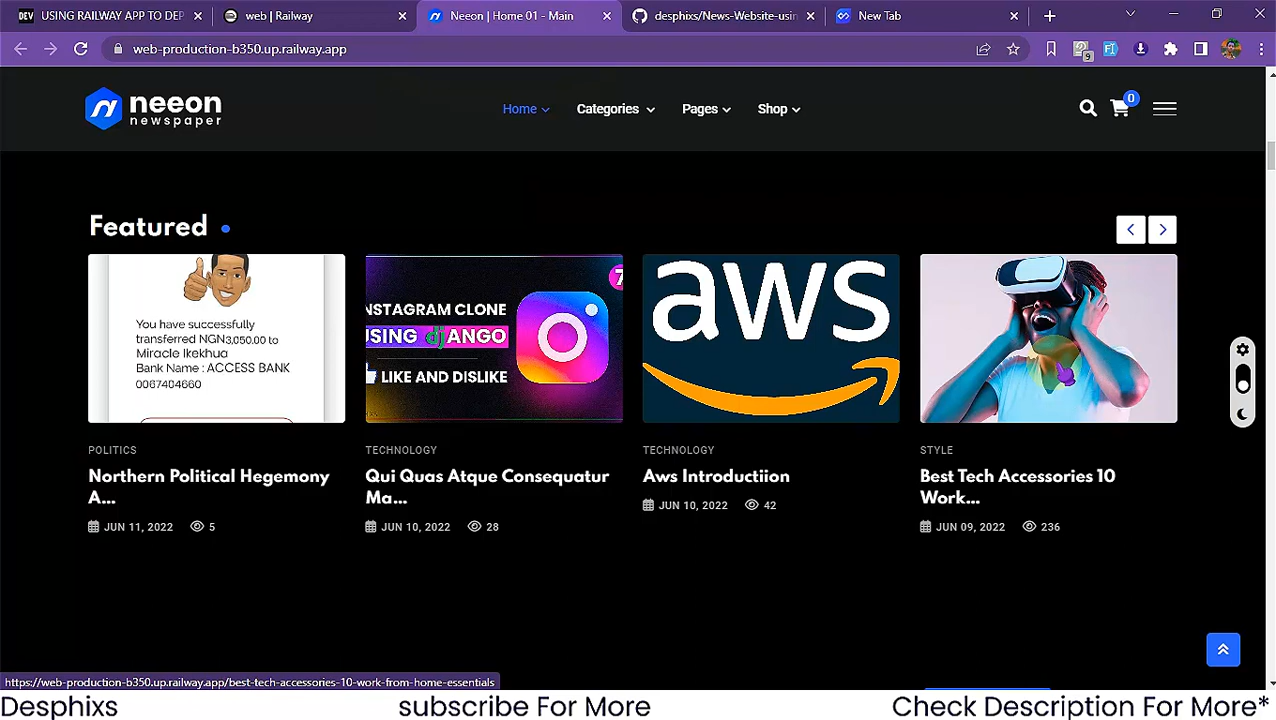 USING RAILWAY APP TO DEP
web | Railway
Neeon | Home 01 - Main
desphixs/News-Website-usin
New Tab
web-production-b350.up.railway.app
9
neeon
newspaper
Home
Categories
Pages
Shop
0
Featured
You have successfully
transferred NGN3,050.00 to
Miracle Ikekhua
Bank Name : ACCESS BANK
0067404660
7
INSTAGRAM CLONE
USING djANGO
LIKE AND DISLIKE
aws
POLITICS
Northern Political Hegemony
A...
JUN 11, 2022 5
TECHNOLOGY
Qui Quas Atque Consequatur
Ma...
JUN 10, 2022 28
TECHNOLOGY
Aws Introductiion
JUN 10, 2022 42
STYLE
Best Tech Accessories 10
Work...
JUN 09, 2022 236
https://web-production-b350.up.railway.app/best-tech-accessories-10-work-from-home-essentials
Desphixs
subscribe For More
Check Description For More*